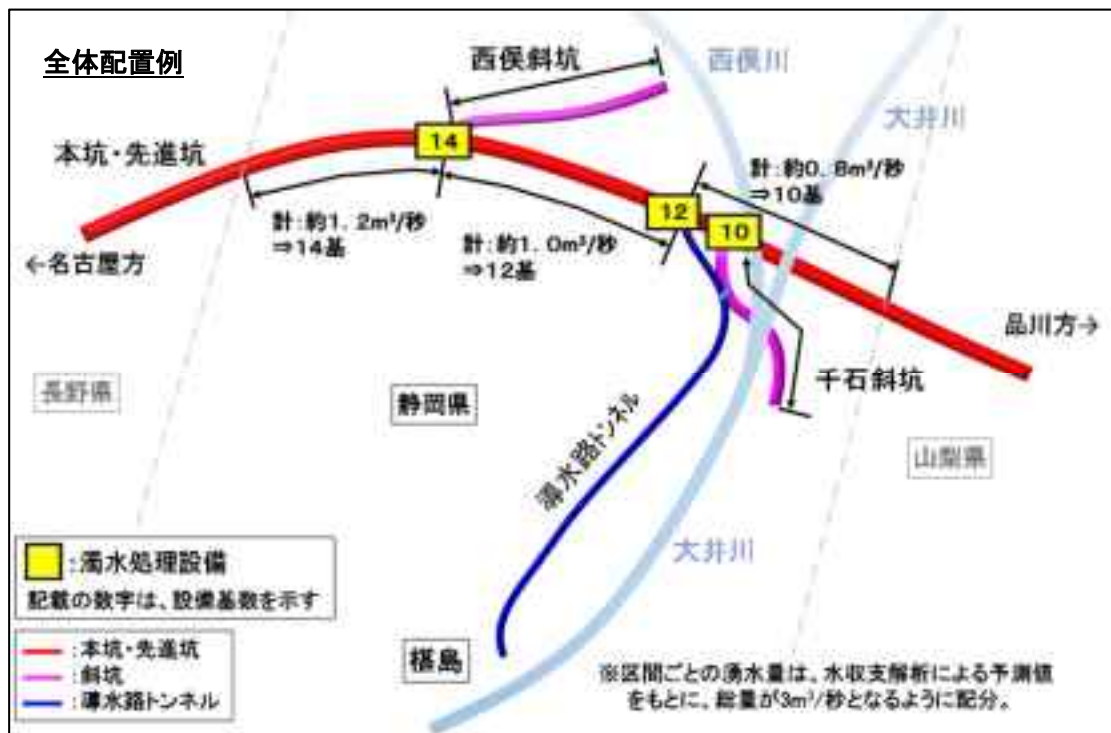 全体配置例
西俣斜坑
西俣川
大井川
本坑・先進坑
14
計:約0.8m³/秒
⇒10基
12
10
計:約1.2m³/秒
⇒14基
計:約1.0m³/秒
⇒12基
←名古屋方
品川方→
千石斜坑
長野県
静岡県
導水路トンネル
山梨県
大井川
:濁水処理設備
記載の数字は、設備基数を示す
:本坑・先進坑
:斜坑
:導水路トンネル
椹島
※区間ごとの湧水量は、水収支解析による予測値
をもとに、総量が3m³/秒となるように配分。